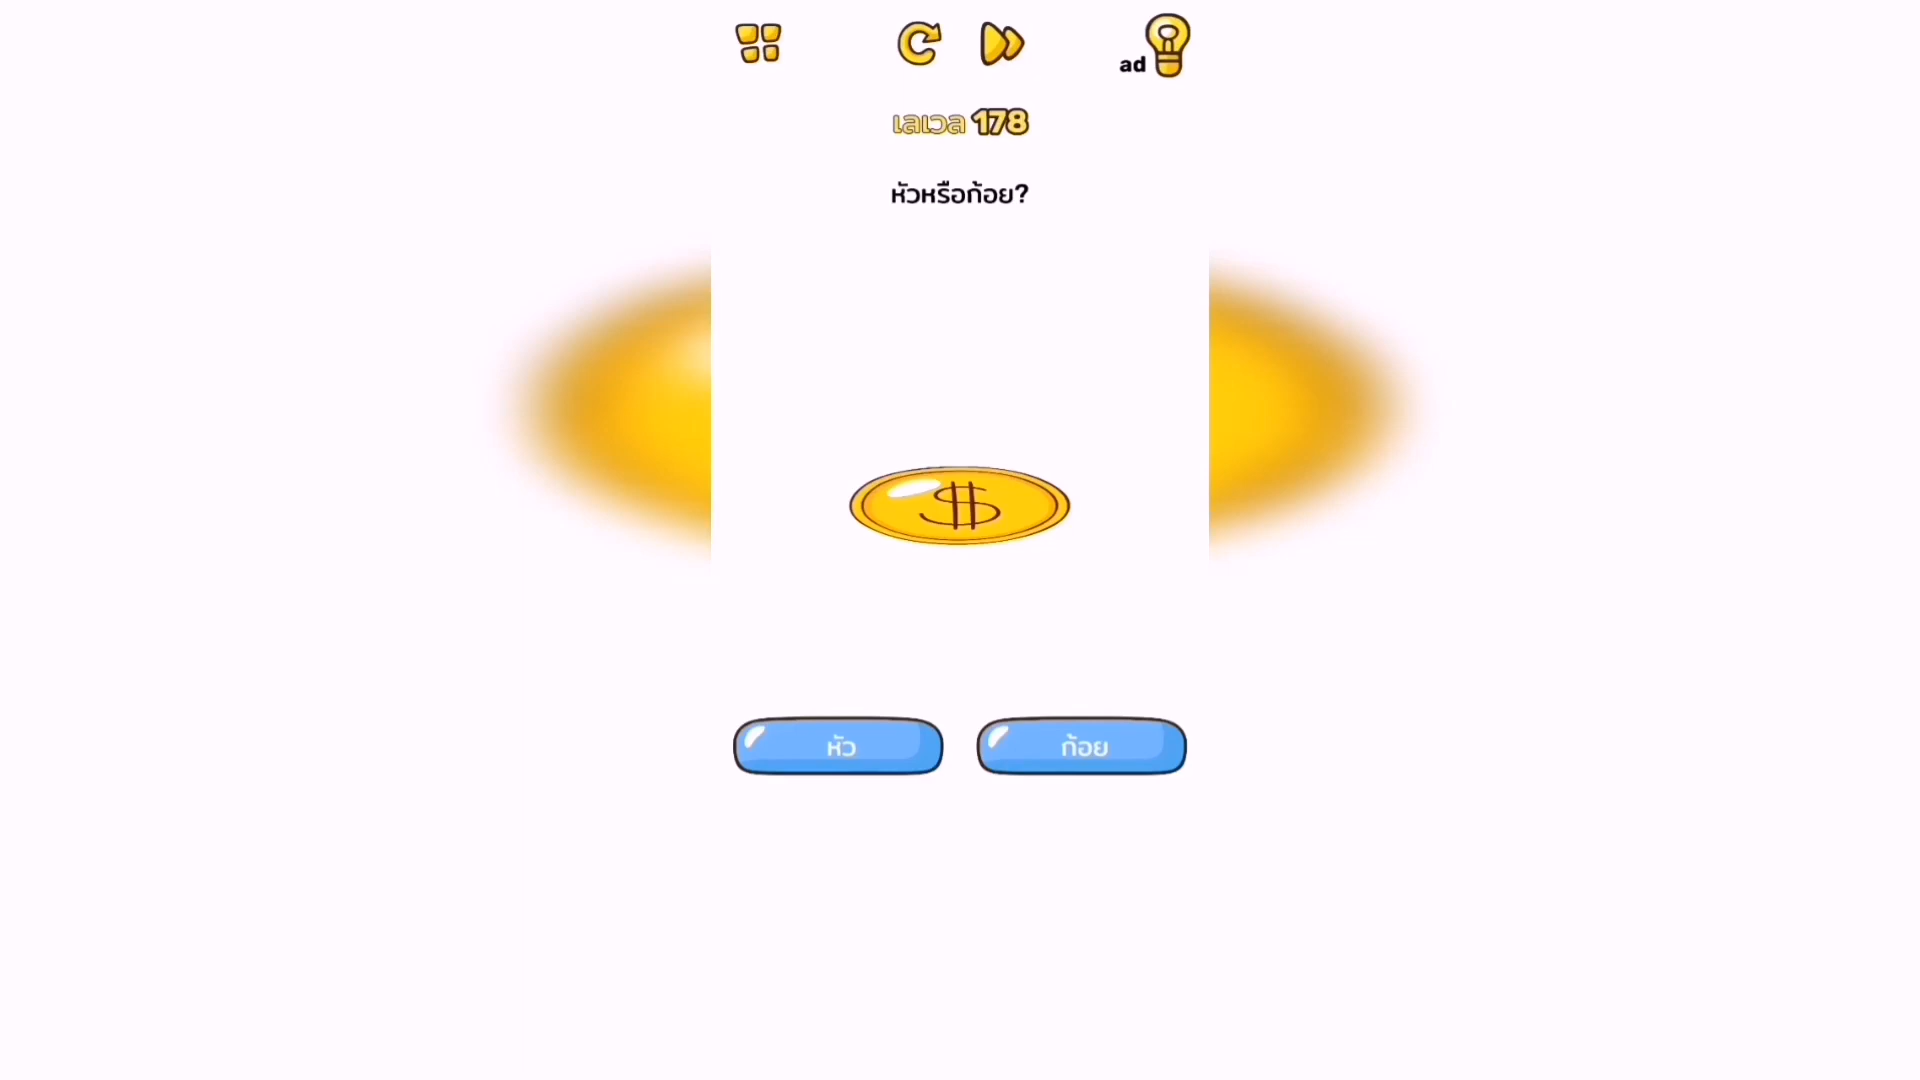 ad
เลเวล 178
หัวหรือก้อย?
$
หัว
ก้อย